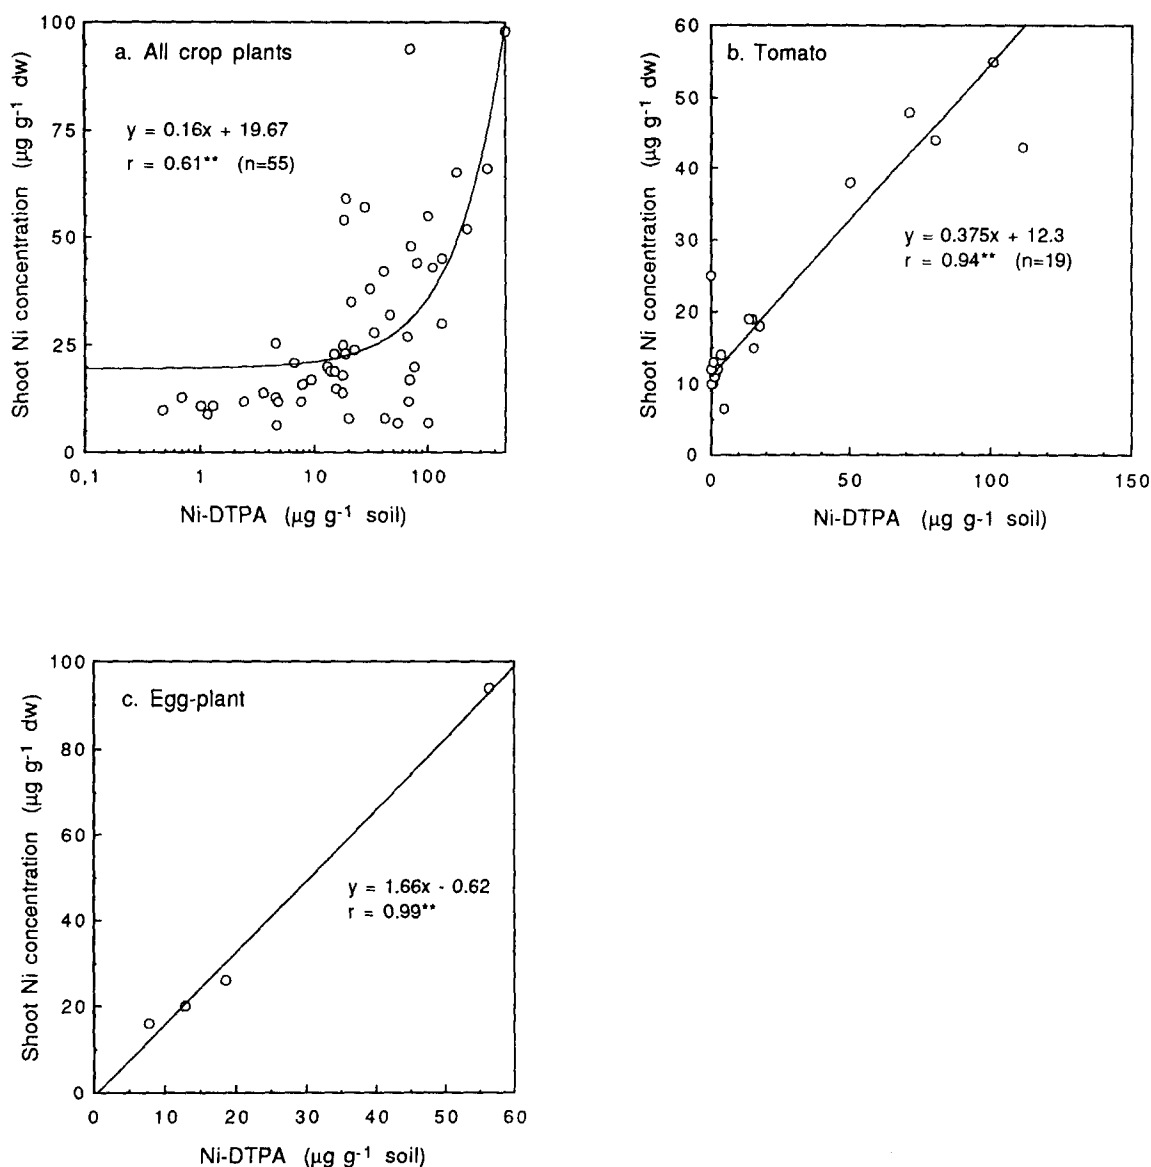 100
75
50
25
0
Shoot Ni concentration (µg g-1 dw)
a. All crop plants
y = 0.16x + 19.67
r = 0.61** (n=55)
0,1 1 10 100
Ni-DTPA (µg g-1 soil)
60
50
40
30
20
10
0
Shoot Ni concentration (µg g-1 dw)
b. Tomato
y = 0.375x + 12.3
r = 0.94** (n=19)
0 50 100 150
Ni-DTPA (µg g-1 soil)
100
80
60
40
20
0
Shoot Ni concentration (µg g-1 dw)
c. Egg-plant
y = 1.66x - 0.62
r = 0.99**
0 10 20 30 40 50 60
Ni-DTPA (µg g-1 soil)